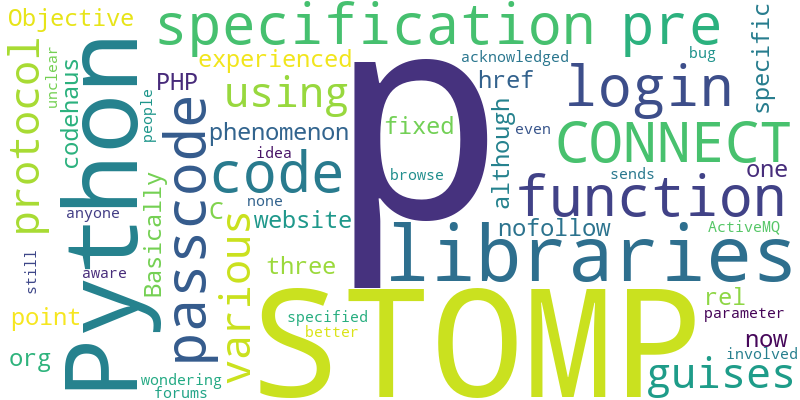 Objective
specification
pre
experienced
acknowledged
bug
specific
protocol
unclear
codehaus
Python
people
PHP
using
p
href
login
passcode
phenomenon
fixed
although
even
CONNECT
idea
code
browse
sends
one
anyone
Basically
C
none
function
various
website
nofollow
ActiveMQ
libraries
still
aware
three
STOMP
point
specified
better
rel
parameter
now
org
wondering
forums
involved
guises